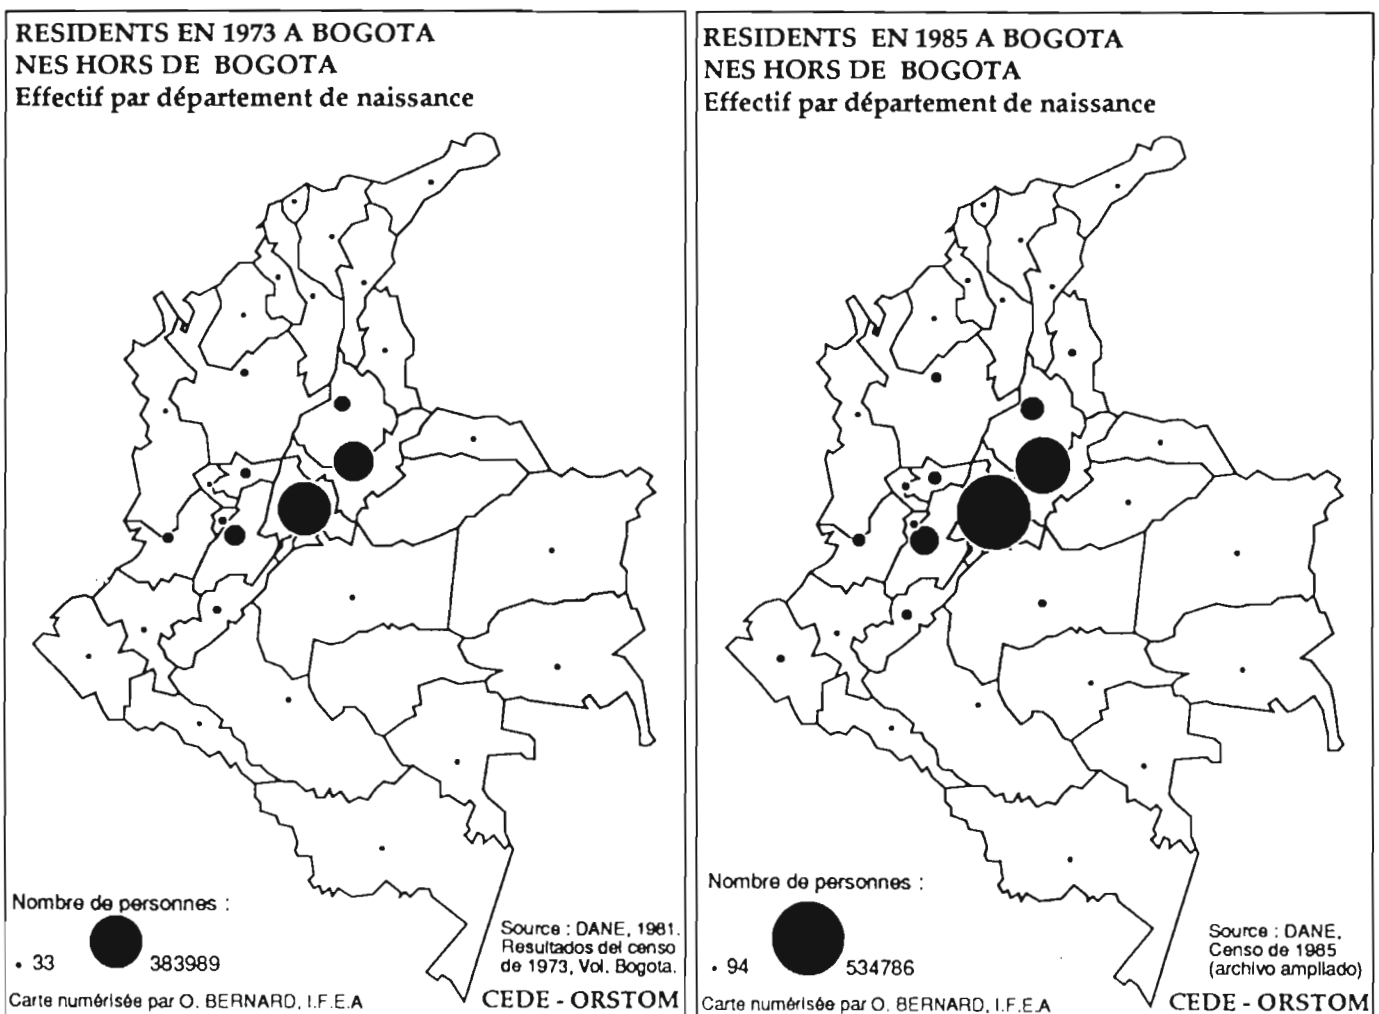 RESIDENTS EN 1973 A BOGOTA
NES HORS DE BOGOTA
Effectif par département de naissance
Nombre de personnes :
33
383989
Source : DANE, 1981.
Resultados del censo
de 1973, Vol. Bogota.
Carte numérisée par O. BERNARD, I.F.E.A
CEDE - ORSTOM
RESIDENTS EN 1985 A BOGOTA
NES HORS DE BOGOTA
Effectif par département de naissance
Nombre de personnes :
94
534786
Source : DANE,
Censo de 1985
(archivo ampliado)
Carte numérisée par O. BERNARD, I.F.E.A
CEDE - ORSTOM